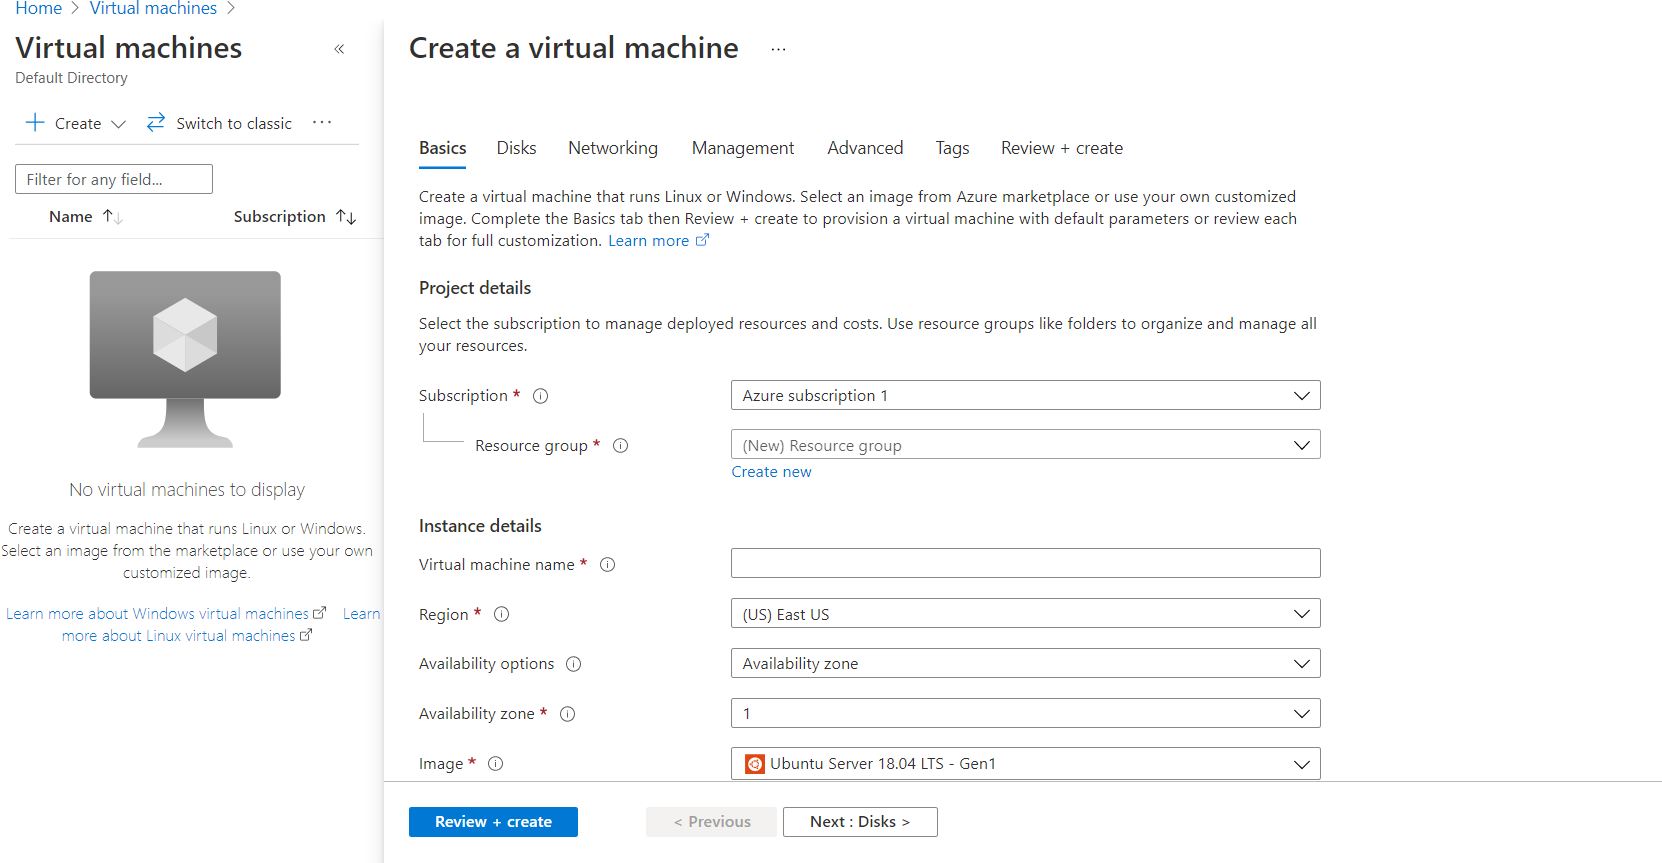 Home > Virtual machines >
Virtual machines «
Default Directory
+ Create Switch to classic ...
Filter for any field...
Name ↑↓ Subscription ↑↓
No virtual machines to display
Create a virtual machine that runs Linux or Windows.
Select an image from the marketplace or use your own
customized image.
Learn more about Windows virtual machines Learn
more about Linux virtual machines
Create a virtual machine ...
Basics Disks Networking Management Advanced Tags Review + create
Create a virtual machine that runs Linux or Windows. Select an image from Azure marketplace or use your own customized
image. Complete the Basics tab then Review + create to provision a virtual machine with default parameters or review each
tab for full customization. Learn more
Project details
Select the subscription to manage deployed resources and costs. Use resource groups like folders to organize and manage all
your resources.
Subscription * Azure subscription 1
Resource group * (New) Resource group
Create new
Instance details
Virtual machine name *
Region * (US) East US
Availability options Availability zone
Availability zone * 1
Image * Ubuntu Server 18.04 LTS - Gen1
Review + create < Previous Next : Disks >